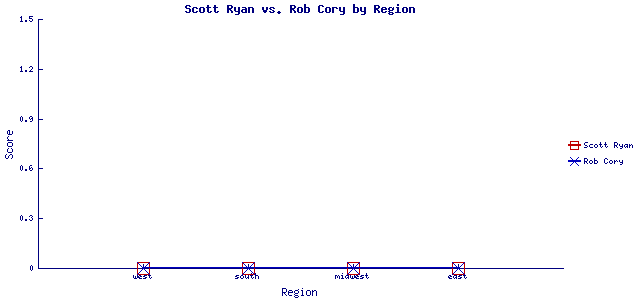 Scott Ryan vs. Rob Cory by Region
1.5
1.2
0.9
0.6
0.3
0
Score
west south midwest east
Region
Scott Ryan
Rob Cory